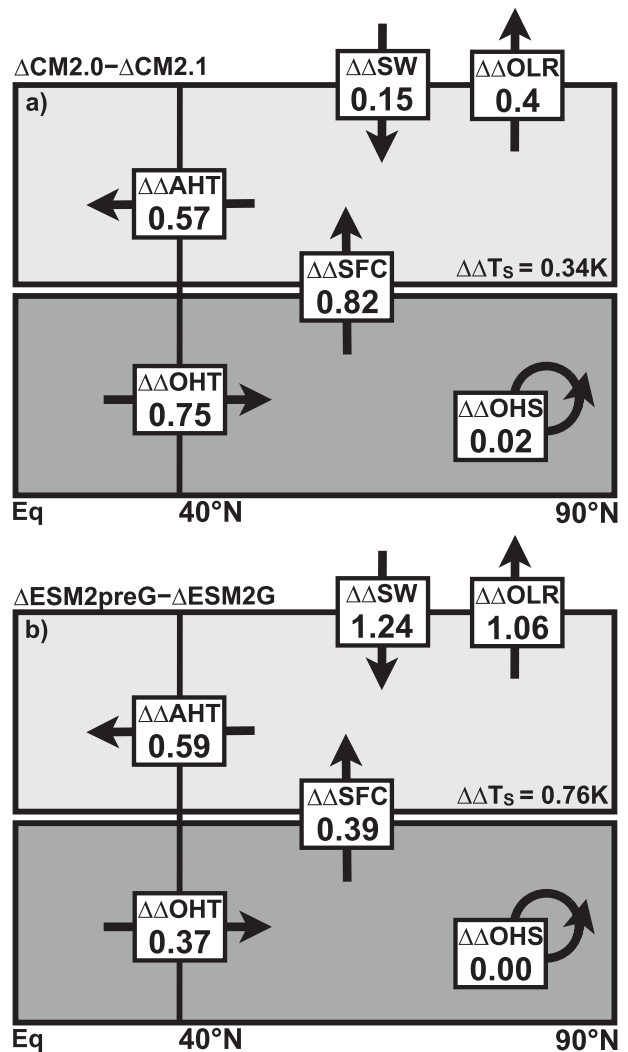 ΔCM2.0−ΔCM2.1
ΔΔSW
0.15
ΔΔOLR
0.4
a)
ΔΔAHT
0.57
ΔΔSFC
0.82
ΔΔTS = 0.34K
ΔΔOHT
0.75
ΔΔOHS
0.02
Eq 40°N 90°N
ΔESM2preG−ΔESM2G
ΔΔSW
1.24
ΔΔOLR
1.06
b)
ΔΔAHT
0.59
ΔΔSFC
0.39
ΔΔTS = 0.76K
ΔΔOHT
0.37
ΔΔOHS
0.00
Eq 40°N 90°N